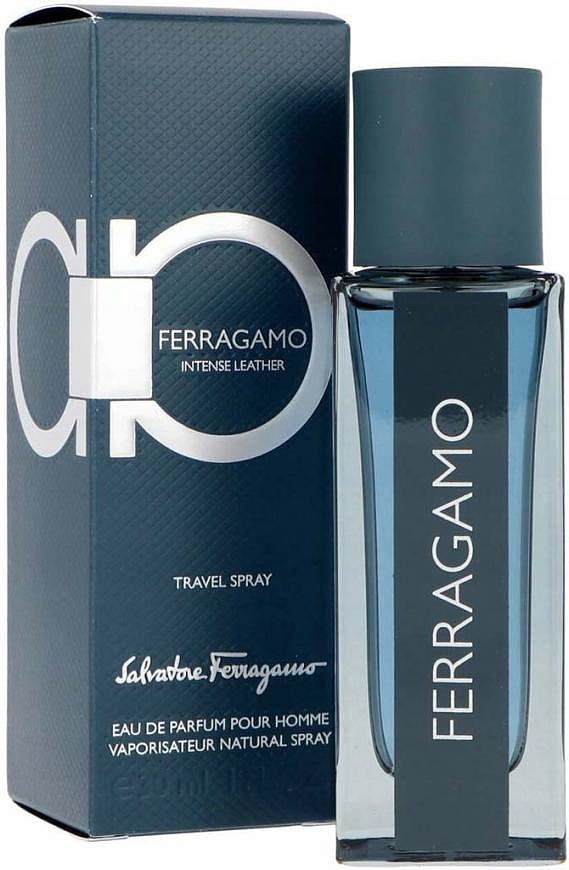 FERRAGAMO
INTENSE LEATHER
TRAVEL SPRAY
Salvatore Ferragamo
EAU DE PARFUM POUR HOMME
VAPORISATEUR NATURAL SPRAY
FERRAGAMO